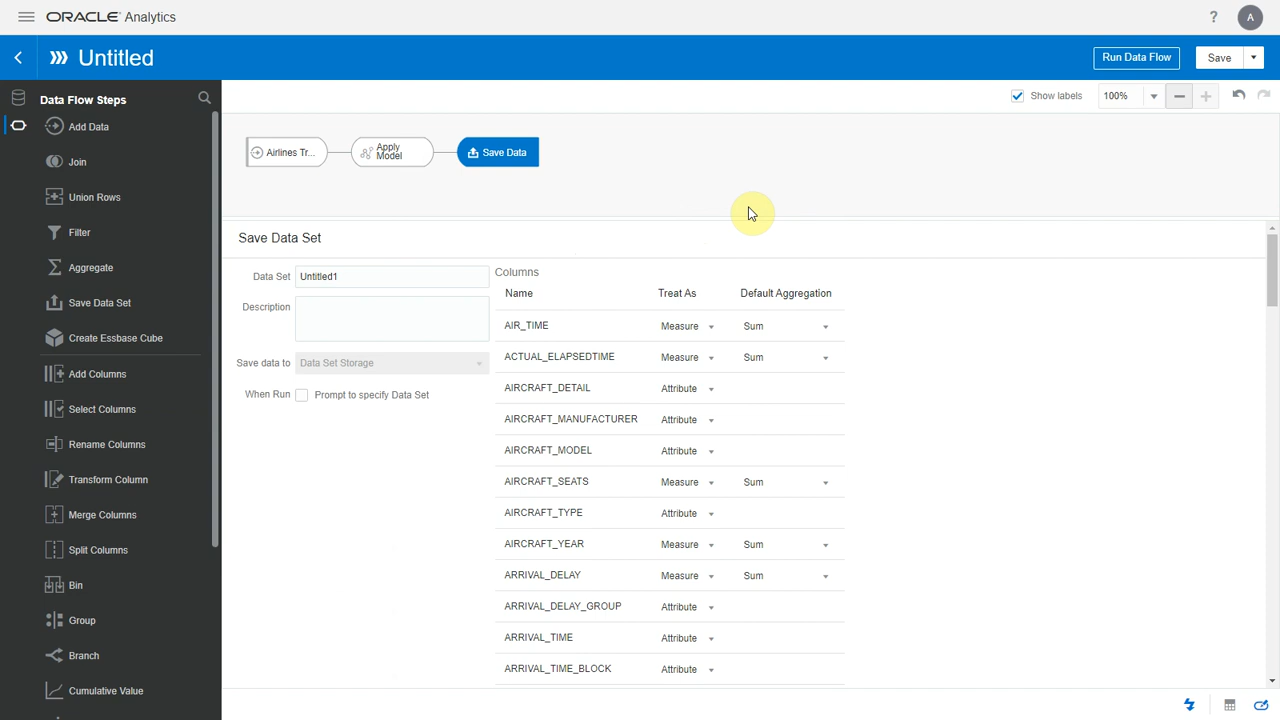 ORACLE Analytics
?
A
Untitled
Run Data Flow
Save
Data Flow Steps
Show labels
100%
Add Data
Join
Union Rows
Filter
Aggregate
Save Data Set
Create Essbase Cube
Add Columns
Select Columns
Rename Columns
Transform Column
Merge Columns
Split Columns
Bin
Group
Branch
Cumulative Value
Airlines Tr...
Apply
Model
Save Data
Save Data Set
Data Set Untitled1
Description
Save data to Data Set Storage
When Run Prompt to specify Data Set
Columns
Name Treat As Default Aggregation
AIR_TIME Measure Sum
ACTUAL_ELAPSEDTIME Measure Sum
AIRCRAFT_DETAIL Attribute
AIRCRAFT_MANUFACTURER Attribute
AIRCRAFT_MODEL Attribute
AIRCRAFT_SEATS Measure Sum
AIRCRAFT_TYPE Attribute
AIRCRAFT_YEAR Measure Sum
ARRIVAL_DELAY Measure Sum
ARRIVAL_DELAY_GROUP Attribute
ARRIVAL_TIME Attribute
ARRIVAL_TIME_BLOCK Attribute